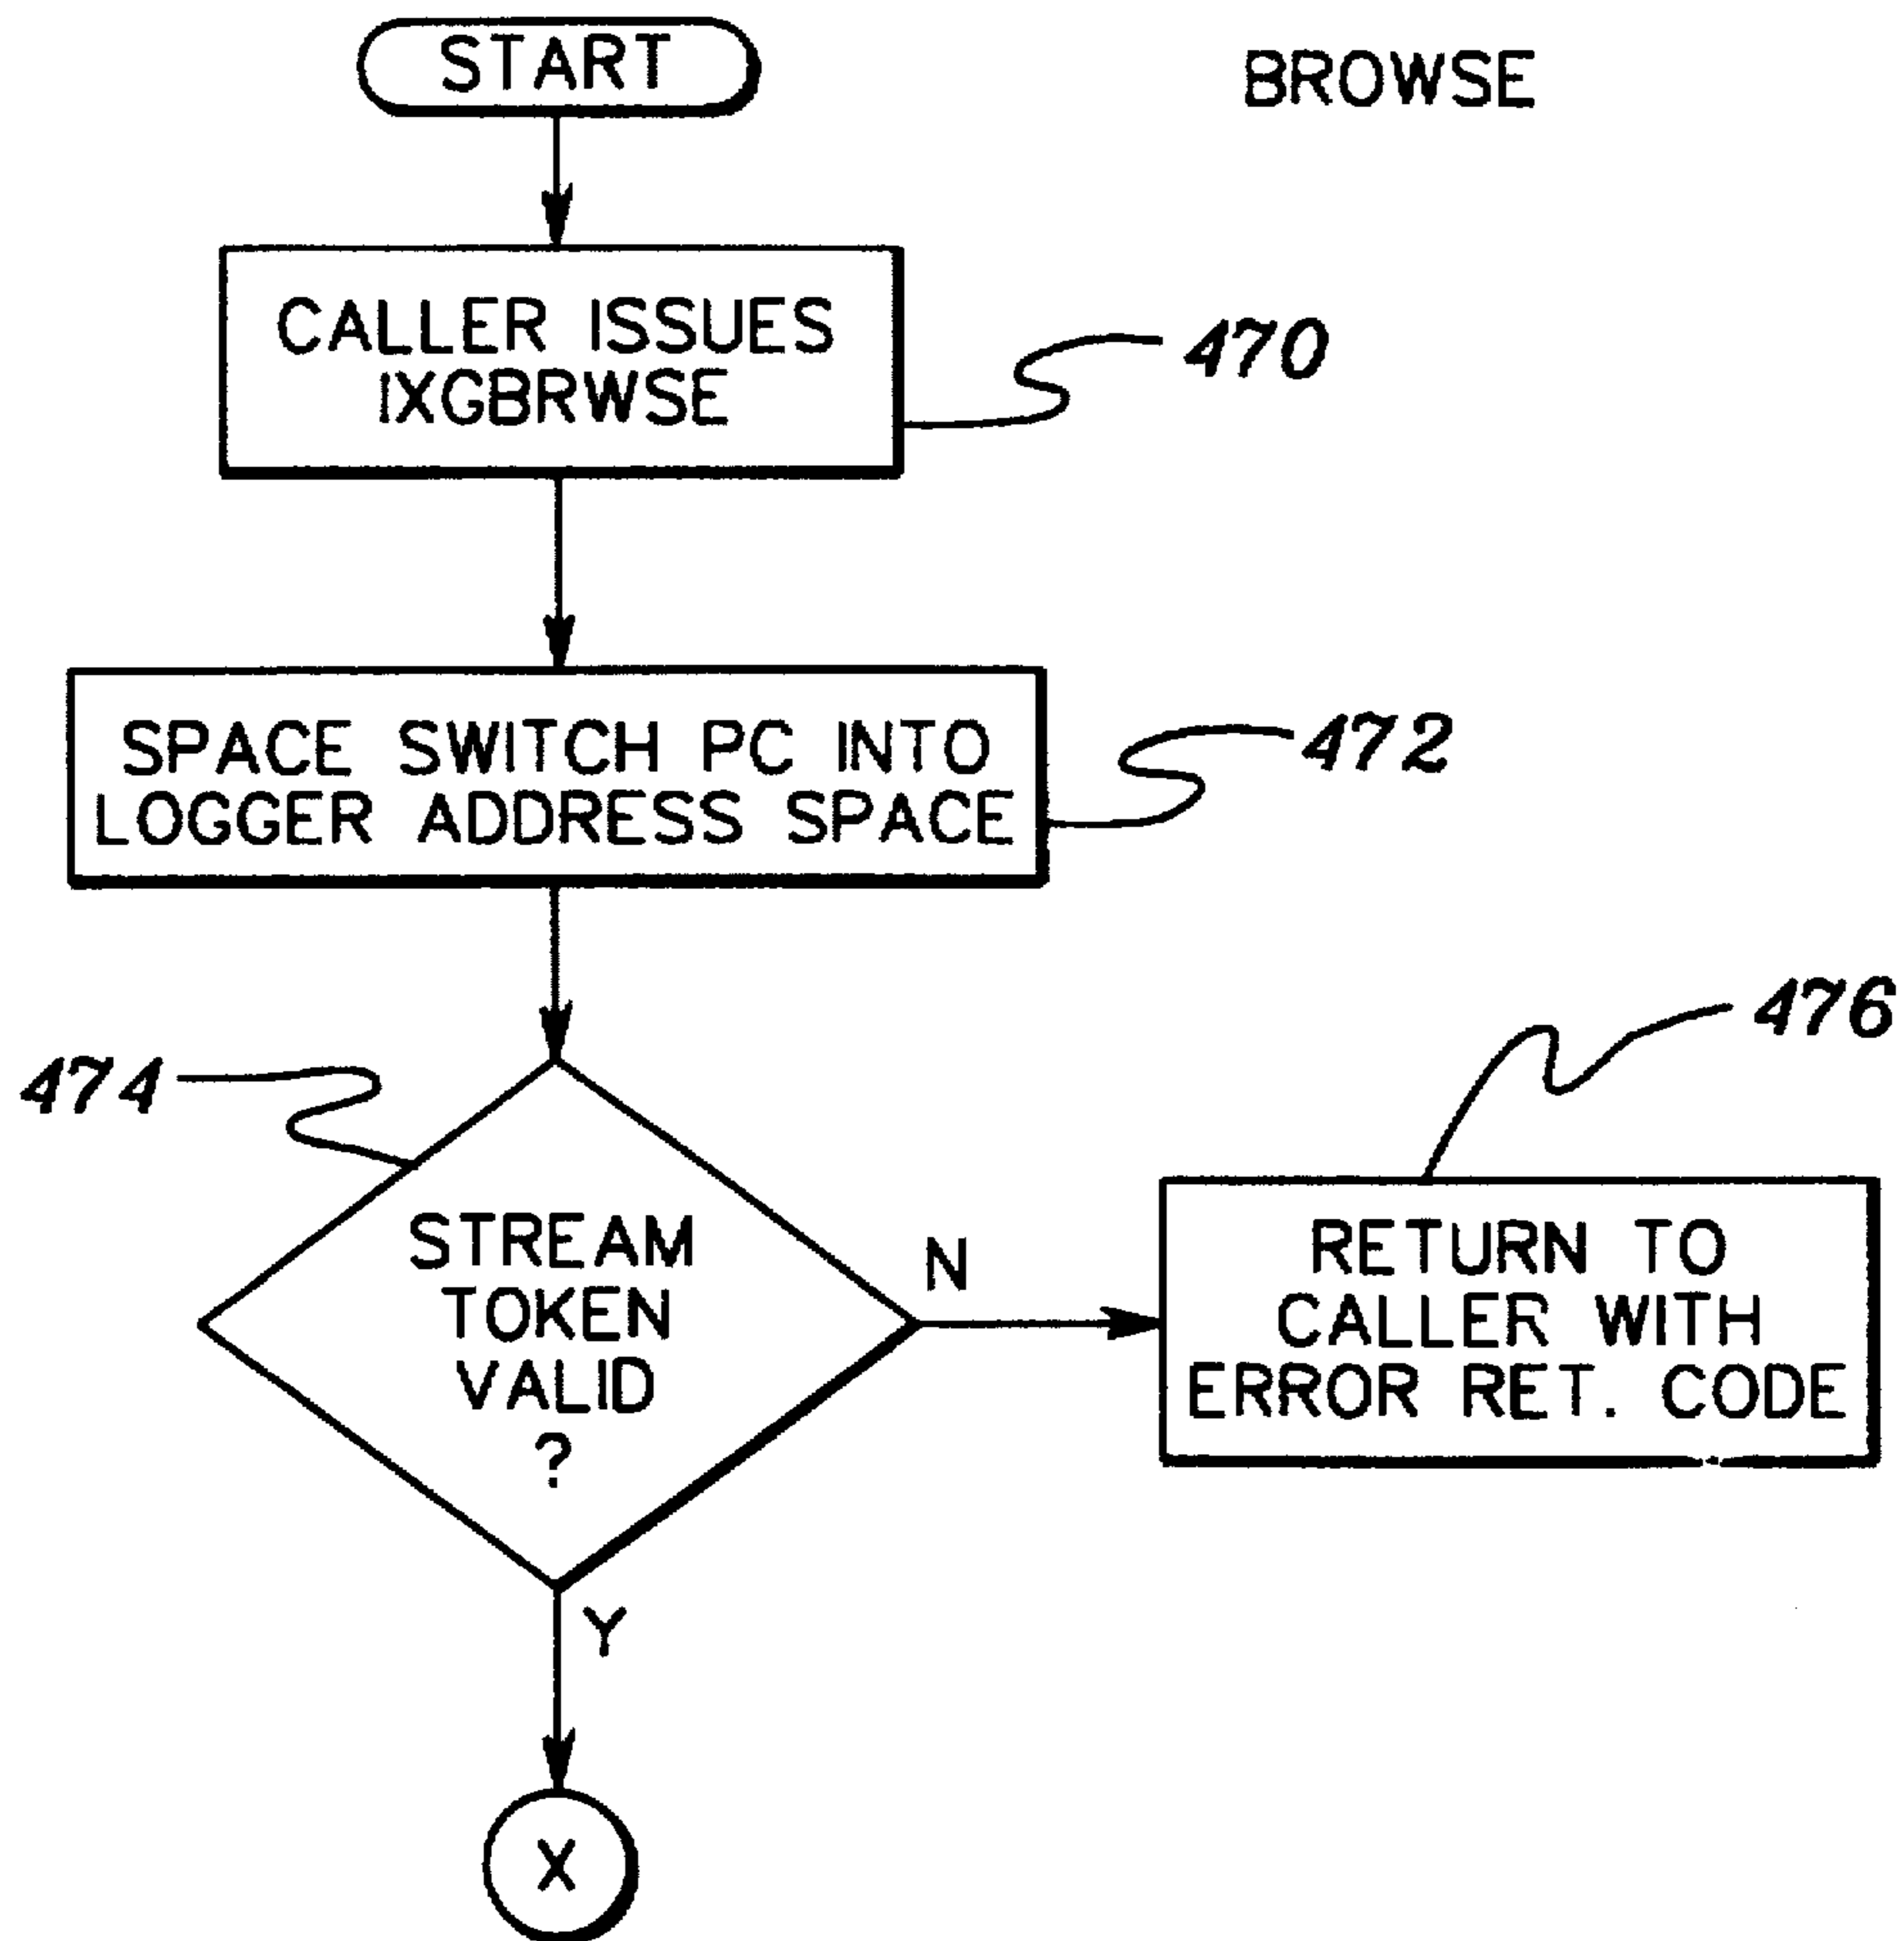 START
BROWSE
CALLER ISSUES
IXGBRWSE
470
SPACE SWITCH PC INTO
LOGGER ADDRESS SPACE
472
474
STREAM
TOKEN
VALID
?
N
476
RETURN TO
CALLER WITH
ERROR RET. CODE
Y
X